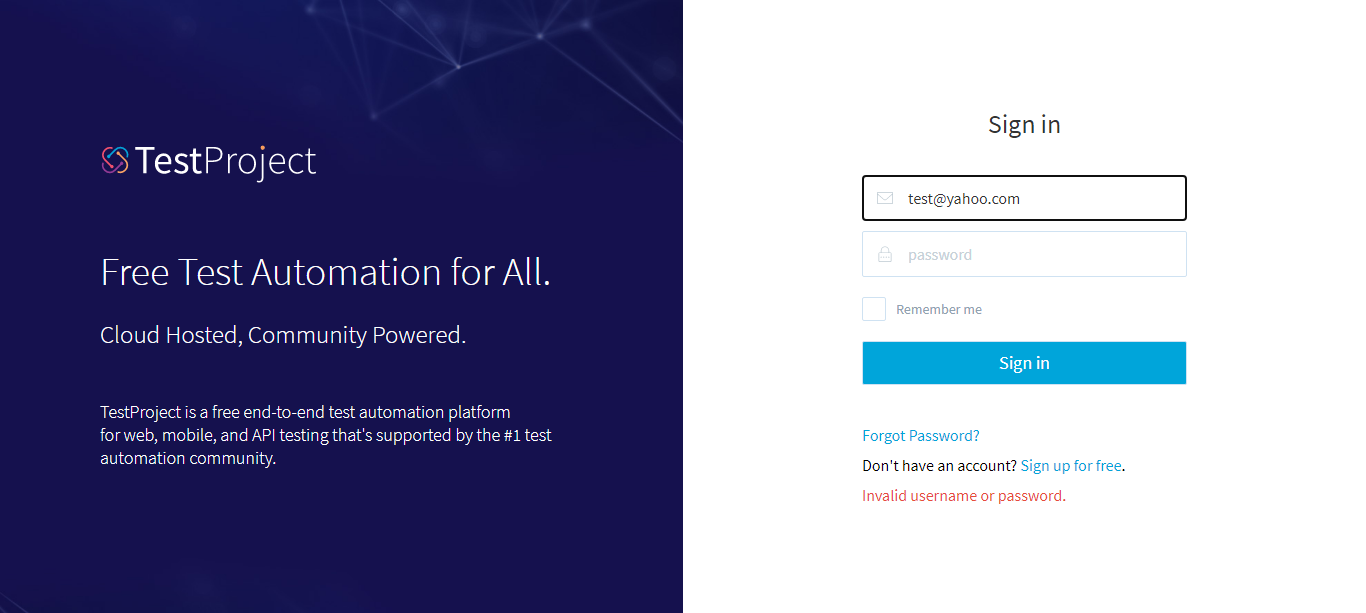 TestProject
Free Test Automation for All.
Cloud Hosted, Community Powered.
TestProject is a free end-to-end test automation platform
for web, mobile, and API testing that's supported by the #1 test
automation community.
Sign in
test@yahoo.com
password
Remember me
Sign in
Forgot Password?
Don't have an account? Sign up for free.
Invalid username or password.